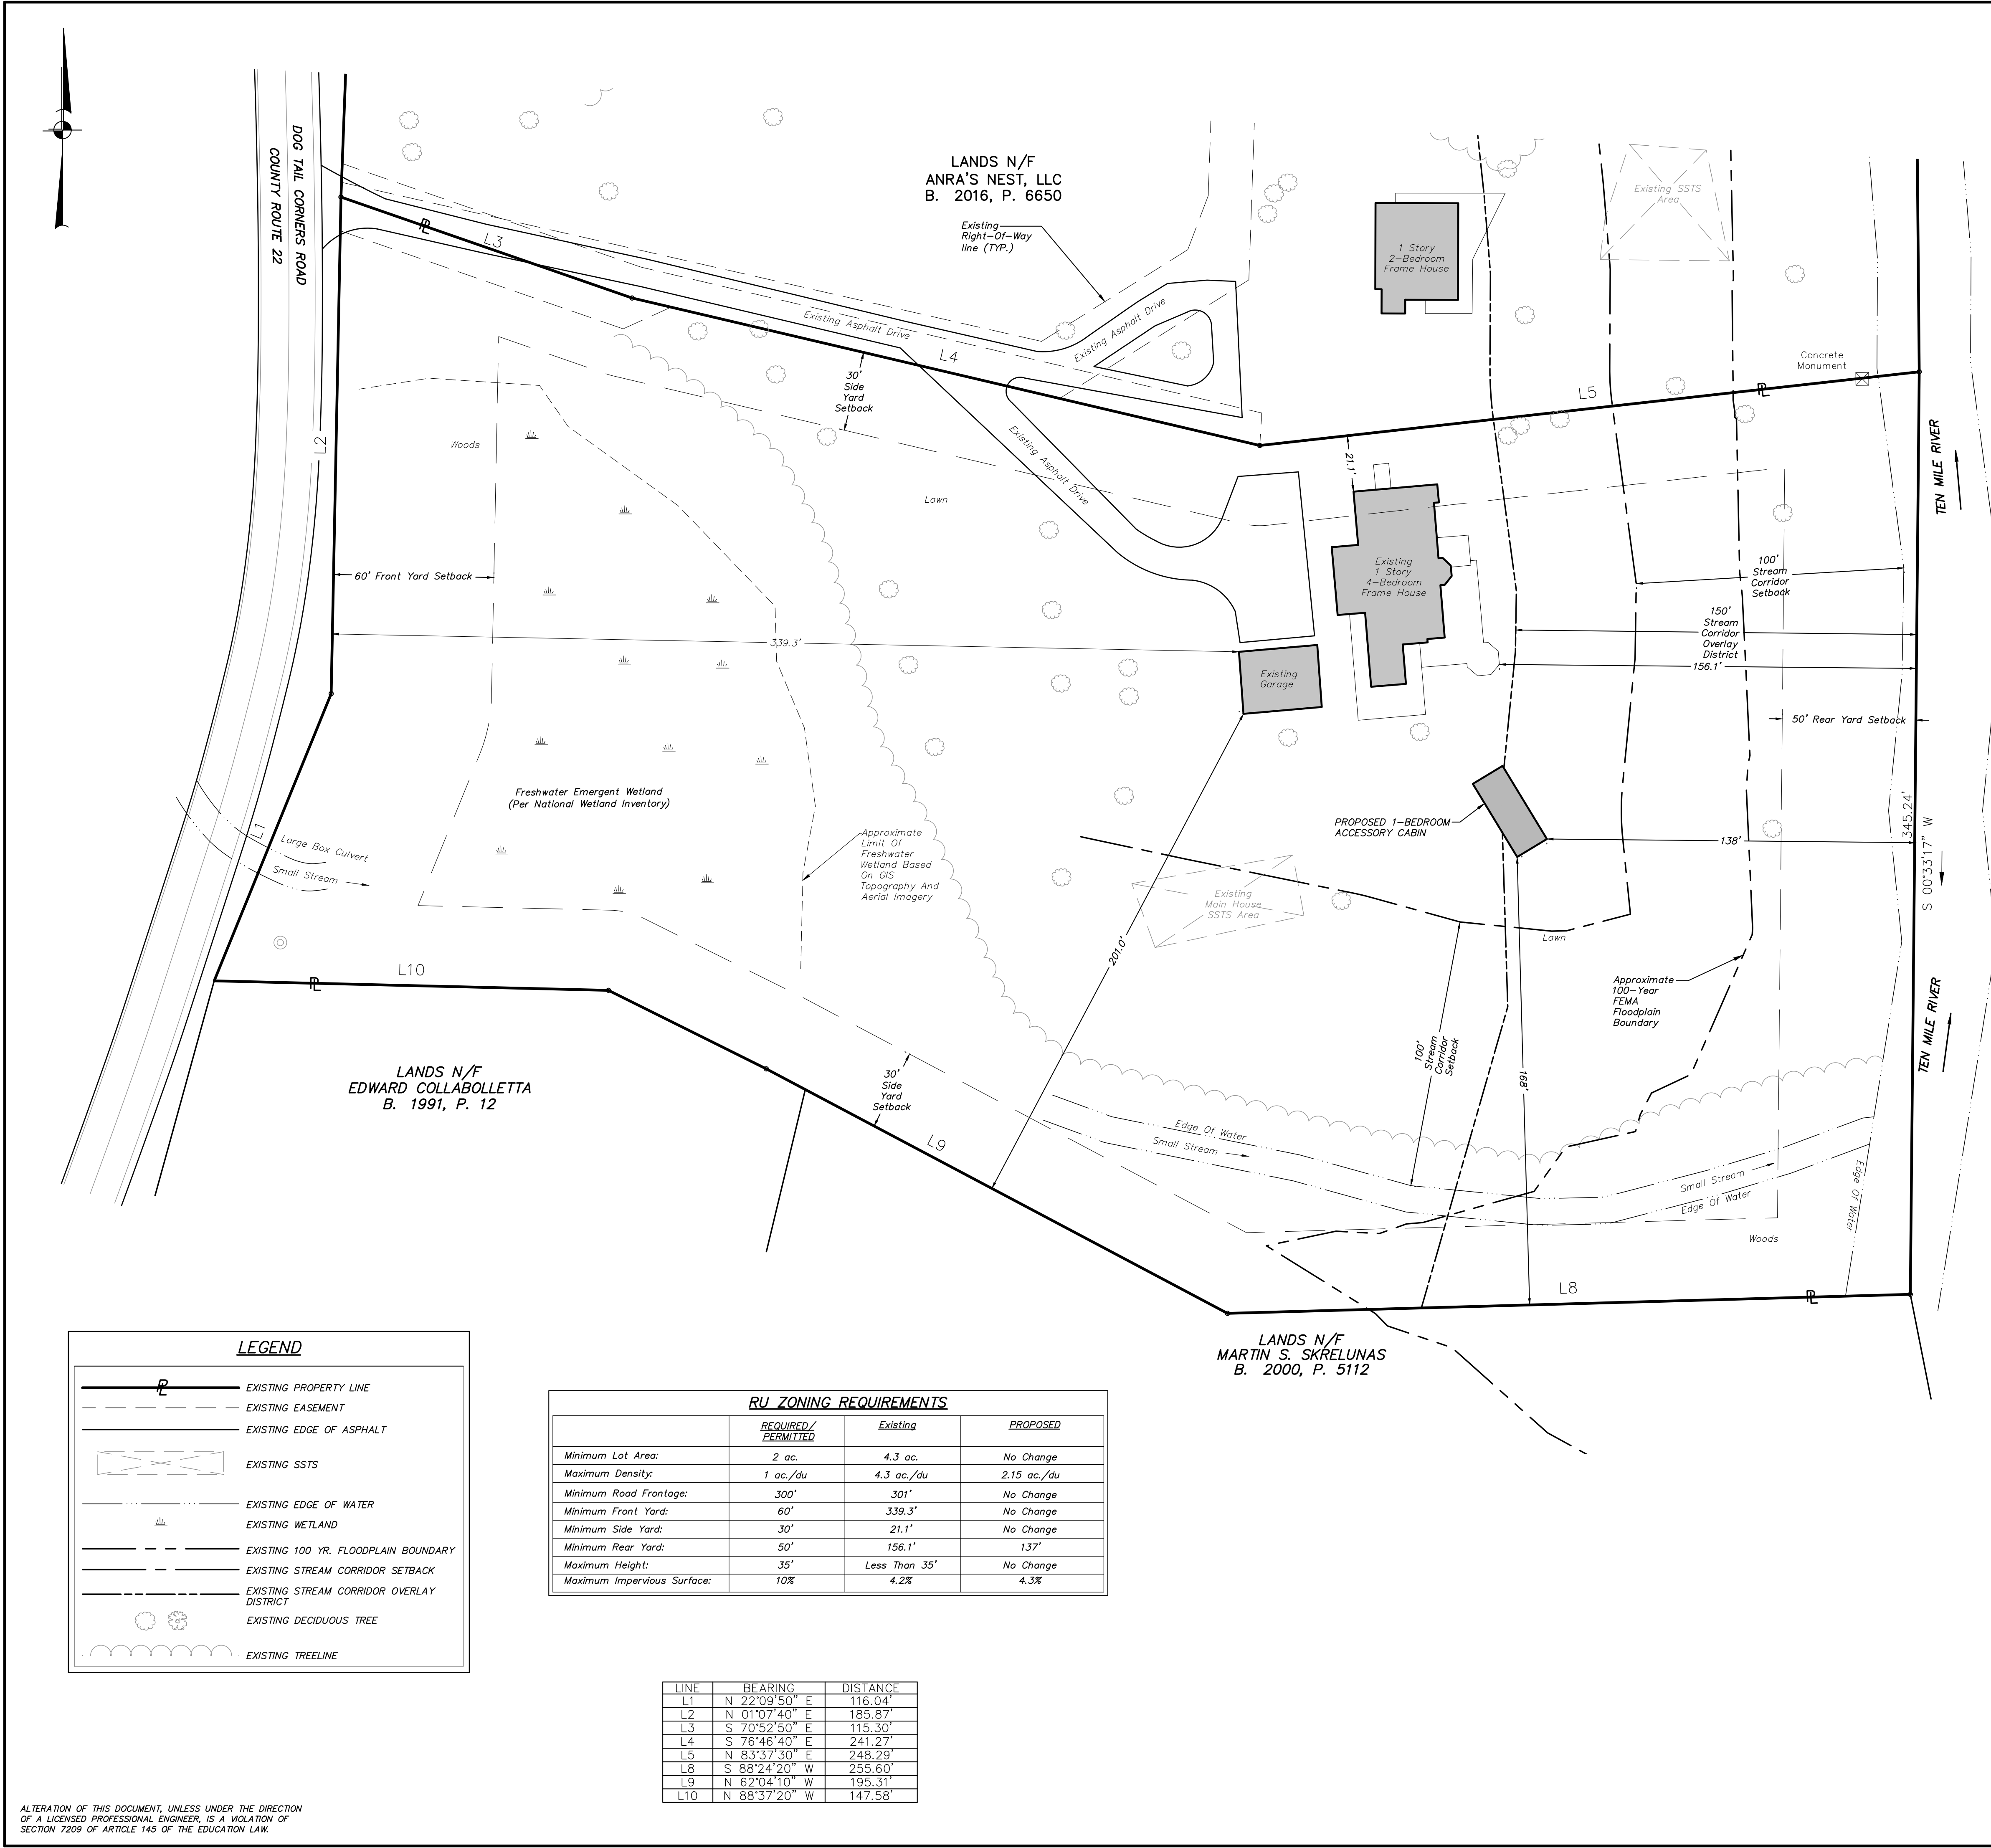 LANDS N/F
ANRA'S NEST, LLC
B. 2016, P. 6650
Existing
Right-Of-Way
line (TYP.)
DOG TAIL CORNERS ROAD
COUNTY ROUTE 22
PL
L3
Existing Asphalt Drive
L4
30'
Side
Yard
Setback
Existing Asphalt Drive
1 Story
2-Bedroom
Frame House
Existing SSTS
Area
Concrete
Monument
L5
PL
L2
Woods
Lawn
Existing Asphalt Drive
21.1'
TEN MILE RIVER
60' Front Yard Setback
Existing
1 Story
4-Bedroom
Frame House
100'
Stream
Corridor
Setback
150'
Stream
Corridor
Overlay
District
339.3'
156.1'
Existing
Garage
50' Rear Yard Setback
Freshwater Emergent Wetland
(Per National Wetland Inventory)
PROPOSED 1-BEDROOM
ACCESSORY CABIN
138'
345.24'
S 00°33'17" W
L1
Large Box Culvert
Small Stream
Approximate
Limit Of
Freshwater
Wetland Based
On GIS
Topography And
Aerial Imagery
Existing
Main House
SSTS Area
201.0'
Lawn
L10
PL
Approximate
100-Year
FEMA
Floodplain
Boundary
TEN MILE RIVER
100'
Stream
Corridor
Setback
168'
LANDS N/F
EDWARD COLLABOLLETTA
B. 1991, P. 12
30'
Side
Yard
Setback
L9
Edge Of Water
Small Stream
Small Stream
Edge Of Water
Edge Of Water
Woods
L8
PL
LANDS N/F
MARTIN S. SKRELUNAS
B. 2000, P. 5112
LEGEND
PL EXISTING PROPERTY LINE
EXISTING EASEMENT
EXISTING EDGE OF ASPHALT
EXISTING SSTS
EXISTING EDGE OF WATER
EXISTING WETLAND
EXISTING 100 YR. FLOODPLAIN BOUNDARY
EXISTING STREAM CORRIDOR SETBACK
EXISTING STREAM CORRIDOR OVERLAY
DISTRICT
EXISTING DECIDUOUS TREE
EXISTING TREELINE
RU ZONING REQUIREMENTS
REQUIRED/ Existing PROPOSED
PERMITTED
Minimum Lot Area: 2 ac. 4.3 ac. No Change
Maximum Density: 1 ac./du 4.3 ac./du 2.15 ac./du
Minimum Road Frontage: 300' 301' No Change
Minimum Front Yard: 60' 339.3' No Change
Minimum Side Yard: 30' 21.1' No Change
Minimum Rear Yard: 50' 156.1' 137'
Maximum Height: 35' Less Than 35' No Change
Maximum Impervious Surface: 10% 4.2% 4.3%
LINE BEARING DISTANCE
L1 N 22°09'50" E 116.04'
L2 N 01°07'40" E 185.87'
L3 S 70°52'50" E 115.30'
L4 S 76°46'40" E 241.27'
L5 N 83°37'30" E 248.29'
L8 S 88°24'20" W 255.60'
L9 N 62°04'10" W 195.31'
L10 N 88°37'20" W 147.58'
ALTERATION OF THIS DOCUMENT, UNLESS UNDER THE DIRECTION
OF A LICENSED PROFESSIONAL ENGINEER, IS A VIOLATION OF
SECTION 7209 OF ARTICLE 145 OF THE EDUCATION LAW.